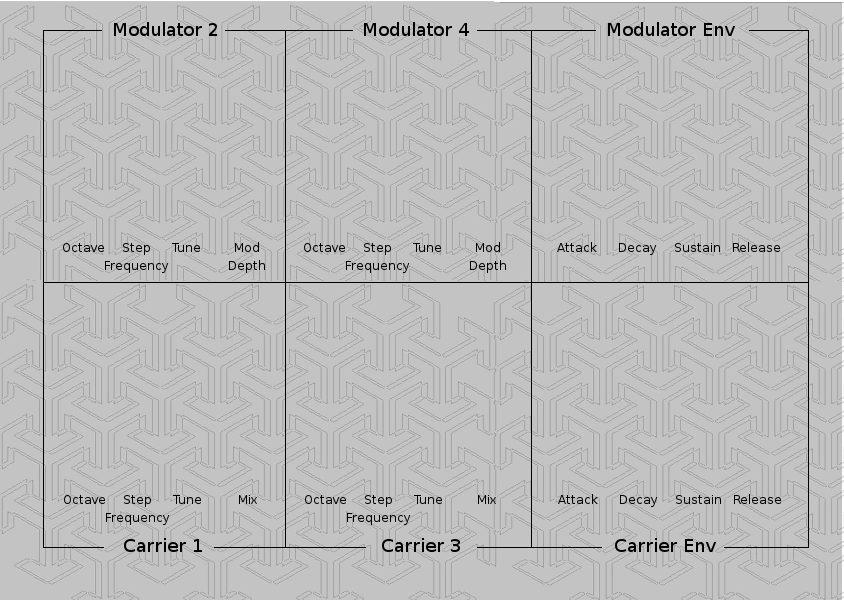 Modulator 2 Modulator 4 Modulator Env
Octave Step Tune Mod Octave Step Tune Mod Attack Decay Sustain Release
Frequency Depth Frequency Depth
Octave Step Tune Mix Octave Step Tune Mix Attack Decay Sustain Release
Frequency Frequency
Carrier 1 Carrier 3 Carrier Env